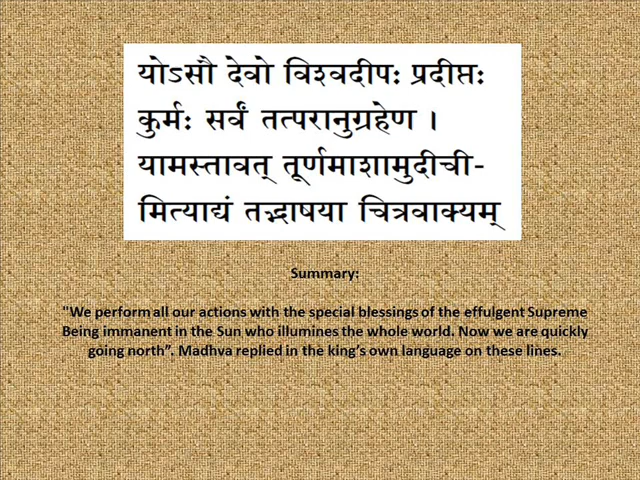 योऽसौ देवो विश्वदीपः प्रदीप्तः
कुर्मः सर्वं तत्परानुग्रहेण ।
यामस्तावत् तूर्णमाशामुदीची-
मित्याद्यं तद्भाषया चित्रवाक्यम्
Summary:
"We perform all our actions with the special blessings of the effulgent Supreme
Being immanent in the Sun who illumines the whole world. Now we are quickly
going north”. Madhva replied in the king’s own language on these lines.